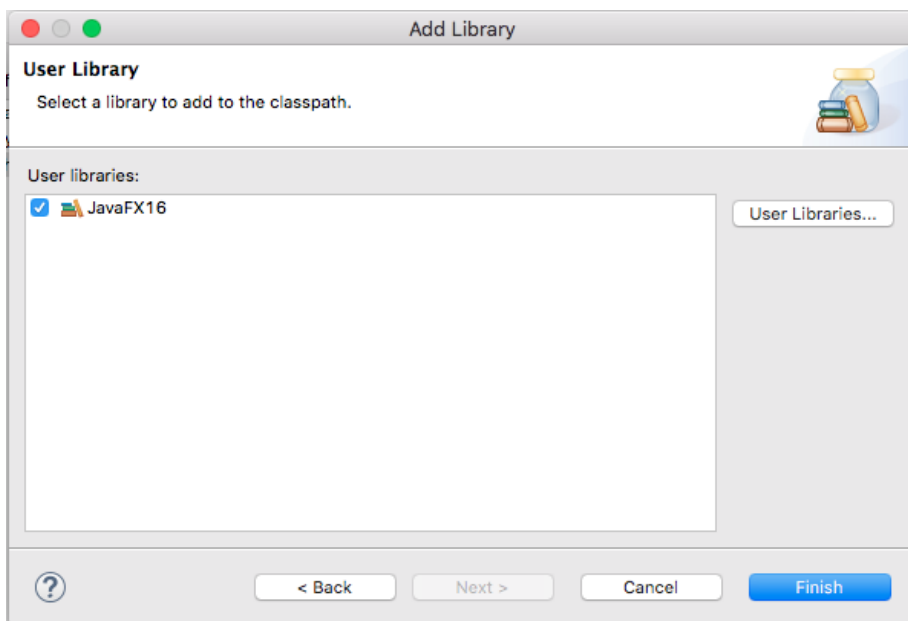 Add Library
User Library
Select a library to add to the classpath.
User libraries:
JavaFX16
User Libraries...
?
< Back
Next >
Cancel
Finish